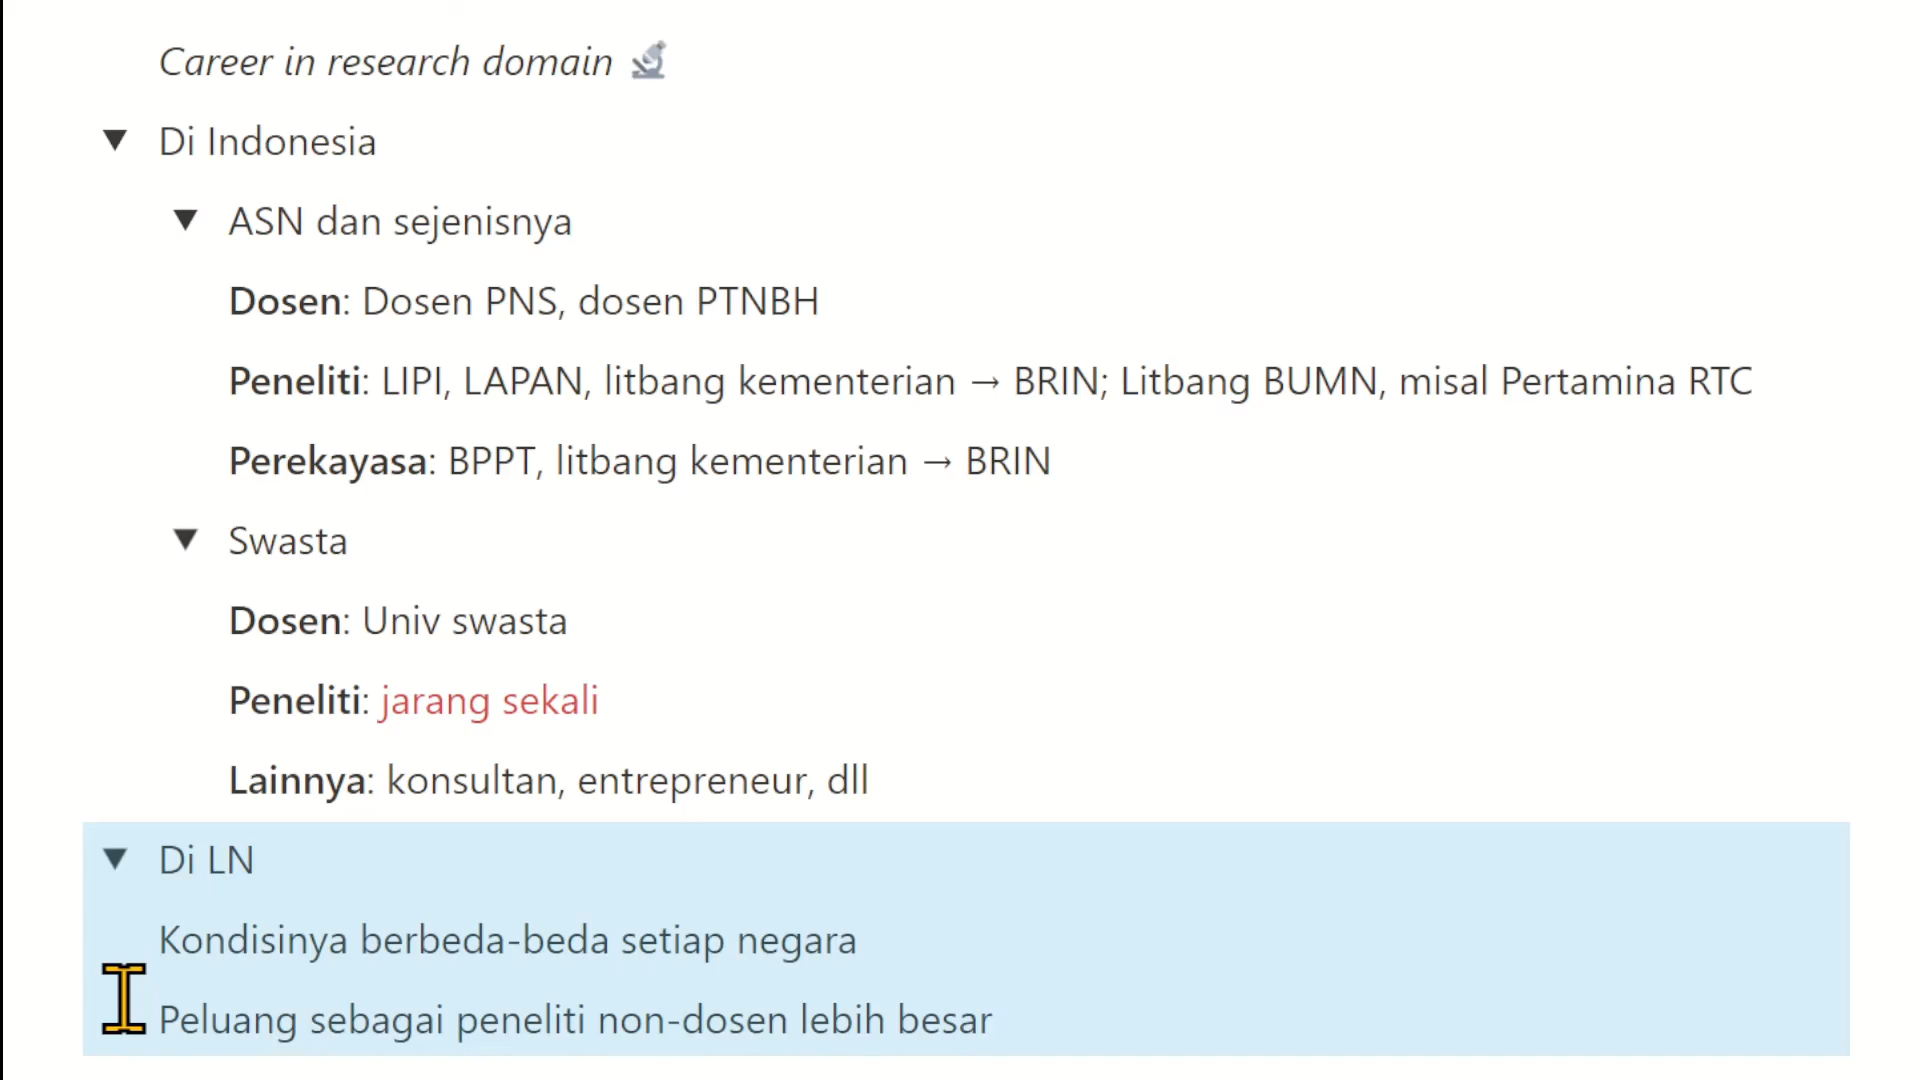 Career in research domain
Di Indonesia
ASN dan sejenisnya
Dosen: Dosen PNS, dosen PTNBH
Peneliti: LIPI, LAPAN, litbang kementerian → BRIN; Litbang BUMN, misal Pertamina RTC
Perekayasa: BPPT, litbang kementerian → BRIN
Swasta
Dosen: Univ swasta
Peneliti: jarang sekali
Lainnya: konsultan, entrepreneur, dll
Di LN
Kondisinya berbeda-beda setiap negara
Peluang sebagai peneliti non-dosen lebih besar